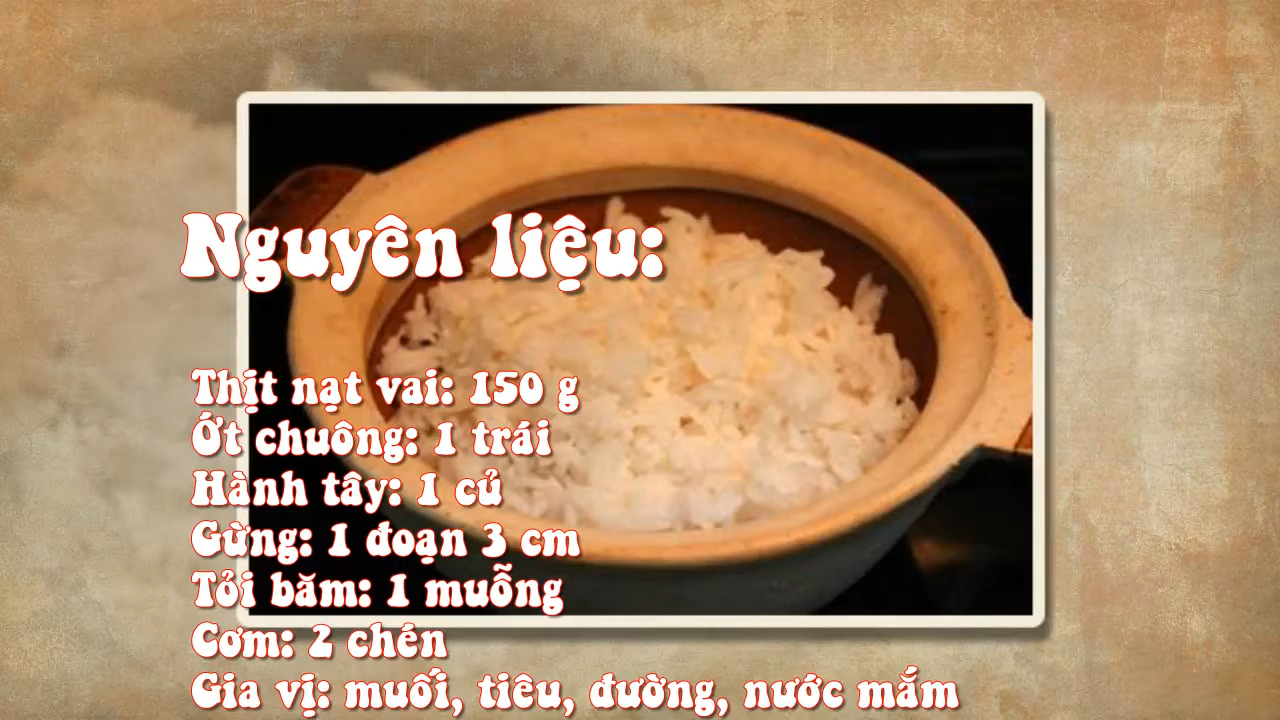 Nguyên liệu:
Thịt nạt vai: 150 g
Ớt chuông: 1 trái
Hành tây: 1 củ
Gừng: 1 đoạn 3 cm
Tỏi băm: 1 muỗng
Cơm: 2 chén
Gia vị: muối, tiêu, đường, nước mắm